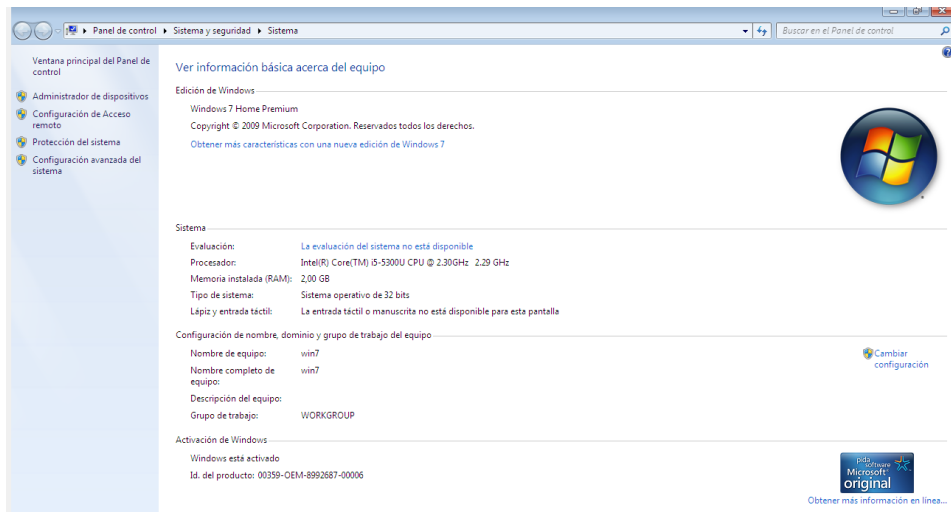 Panel de control ▸ Sistema y seguridad ▸ Sistema
Buscar en el Panel de control
Ventana principal del Panel de
control
Administrador de dispositivos
Configuración de Acceso
remoto
Protección del sistema
Configuración avanzada del
sistema
Ver información básica acerca del equipo
Edición de Windows
Windows 7 Home Premium
Copyright © 2009 Microsoft Corporation. Reservados todos los derechos.
Obtener más características con una nueva edición de Windows 7
Sistema
Evaluación: La evaluación del sistema no está disponible
Procesador: Intel(R) Core(TM) i5-5300U CPU @ 2.30GHz 2.29 GHz
Memoria instalada (RAM): 2,00 GB
Tipo de sistema: Sistema operativo de 32 bits
Lápiz y entrada táctil: La entrada táctil o manuscrita no está disponible para esta pantalla
Configuración de nombre, dominio y grupo de trabajo del equipo
Nombre de equipo: win7
Cambiar
configuración
Nombre completo de
equipo: win7
Descripción del equipo:
Grupo de trabajo: WORKGROUP
Activación de Windows
Windows está activado
Id. del producto: 00359-OEM-8992687-00006
pida
software
Microsoft
original
Obtener más información en línea...